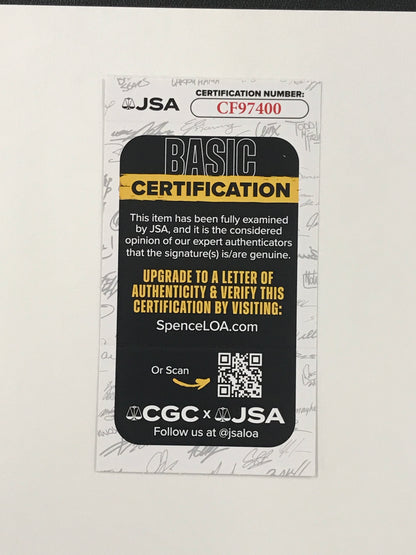 JSA
CERTIFICATION NUMBER:
CF97400
BASIC
CERTIFICATION
This item has been fully examined
by JSA, and it is the considered
opinion of our expert authenticators
that the signature(s) is/are genuine.
UPGRADE TO A LETTER OF
AUTHENTICITY & VERIFY THIS
CERTIFICATION BY VISITING:
SpenceLOA.com
Or Scan
CGC x JSA
Follow us at @jsaloa